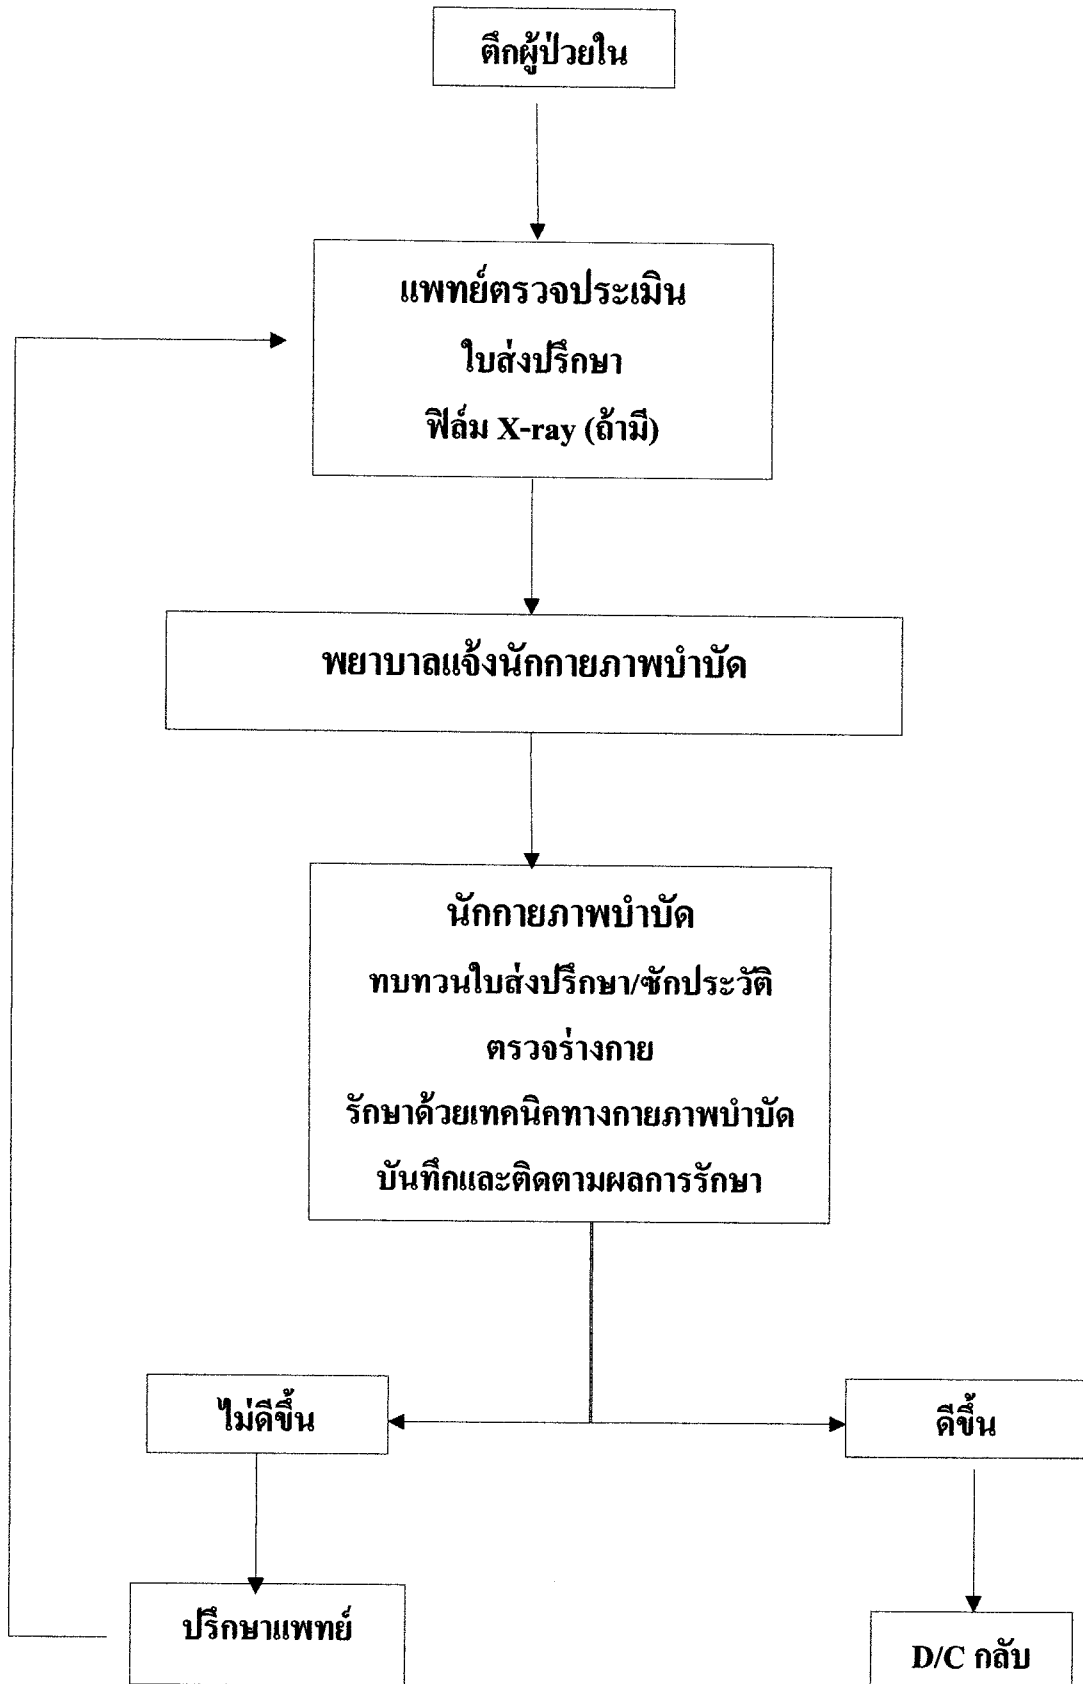 ตึกผู้ป่วยใน
แพทย์ตรวจประเมิน
ใบส่งปรึกษา
ฟิล์ม X-ray (ถ้ามี)
พยาบาลแจ้งนักกายภาพบำบัด
นักกายภาพบำบัด
ทบทวนใบส่งปรึกษา/ซักประวัติ
ตรวจร่างกาย
รักษาด้วยเทคนิคทางกายภาพบำบัด
บันทึกและติดตามผลการรักษา
ไม่ดีขึ้น
ดีขึ้น
ปรึกษาแพทย์
D/C กลับ